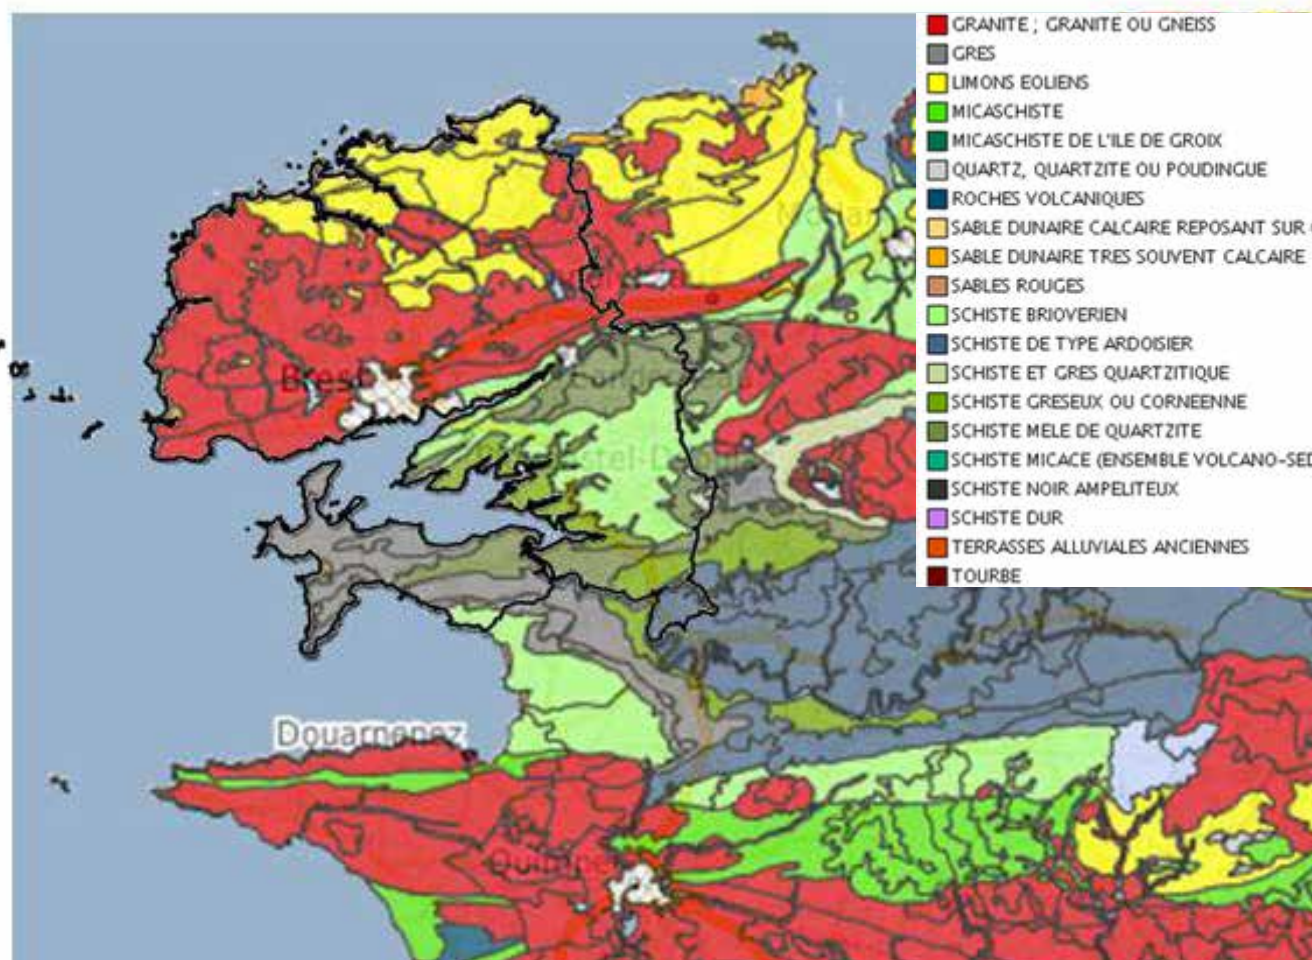 GRANITE ; GRANITE OU GNEISS
GRES
LIMONS EOLIENS
MICASCHISTE
MICASCHISTE DE L'ILE DE GROIX
QUARTZ, QUARTZITE OU POUDINGUE
ROCHES VOLCANIQUES
SABLE DUNAIRE CALCAIRE REPOSANT SUR
SABLE DUNAIRE TRES SOUVENT CALCAIRE
SABLES ROUGES
SCHISTE BRIOVERIEN
SCHISTE DE TYPE ARDOISIER
SCHISTE ET GRES QUARTZITIQUE
SCHISTE GRESEUX OU CORNEENNE
SCHISTE MELE DE QUARTZITE
SCHISTE MICACE (ENSEMBLE VOLCANO-SED
SCHISTE NOIR AMPELITEUX
SCHISTE DUR
TERRASSES ALLUVIALES ANCIENNES
TOURBE
Brest
Douarnenez
Quimper